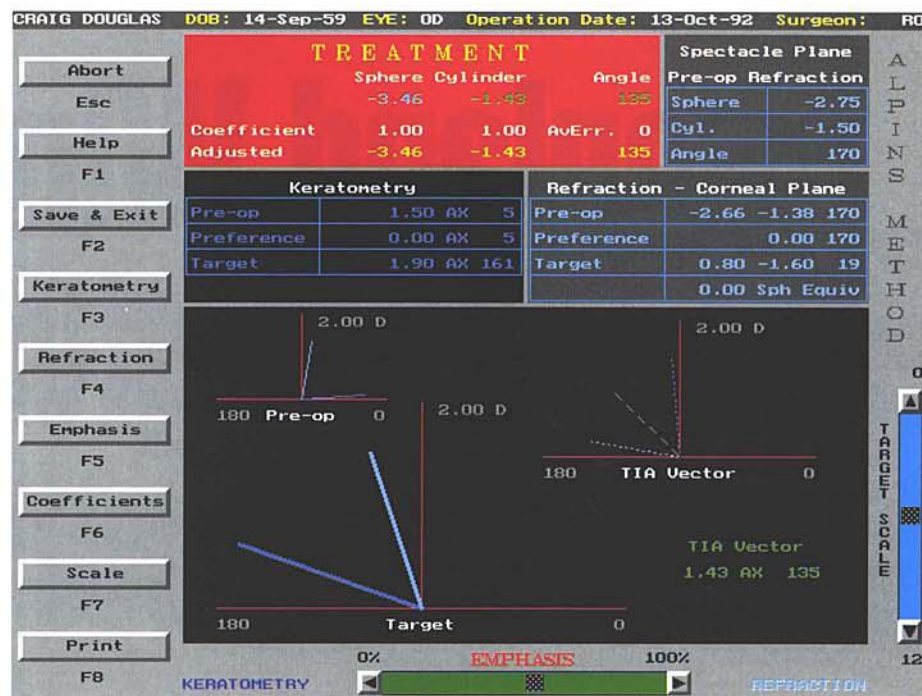 CRAIG DOUGLAS DOB: 14-Sep-59 EYE: OD Operation Date: 13-Oct-92 Surgeon: RO
Abort
Esc
Help
F1
Save & Exit
F2
Keratometry
F3
Refraction
F4
Emphasis
F5
Coefficients
F6
Scale
F7
Print
F8
TREATMENT
Sphere Cylinder Angle
-3.46 -1.43 135
Coefficient 1.00 1.00 AvErr. 0
Adjusted -3.46 -1.43 135
Spectacle Plane
Pre-op Refraction
Sphere -2.75
Cyl. -1.50
Angle 170
Keratometry
Pre-op 1.50 AX 5
Preference 0.00 AX 5
Target 1.90 AX 161
Refraction - Corneal Plane
Pre-op -2.66 -1.38 170
Preference 0.00 170
Target 0.80 -1.60 19
0.00 Sph Equiv
2.00 D
180 Pre-op 0
2.00 D
180 TIA Vector 0
2.00 D
180 Target 0
TIA Vector
1.43 AX 135
ALPINS METHOD
0
TARGET SCALE
12
0% EMPHASIS 100%
KERATOMETRY REFRACTION